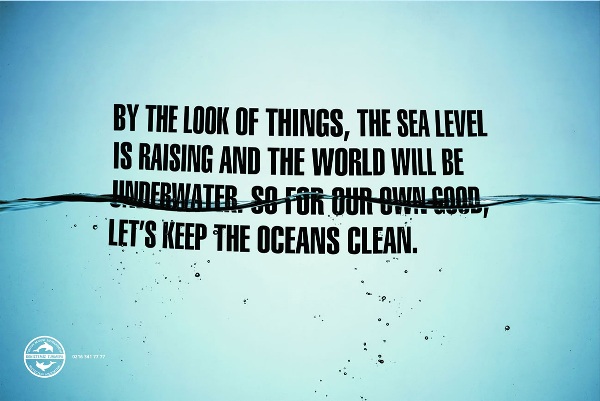 BY THE LOOK OF THINGS, THE SEA LEVEL
IS RAISING AND THE WORLD WILL BE
UNDERWATER. SO FOR OUR OWN GOOD,
LET'S KEEP THE OCEANS CLEAN.